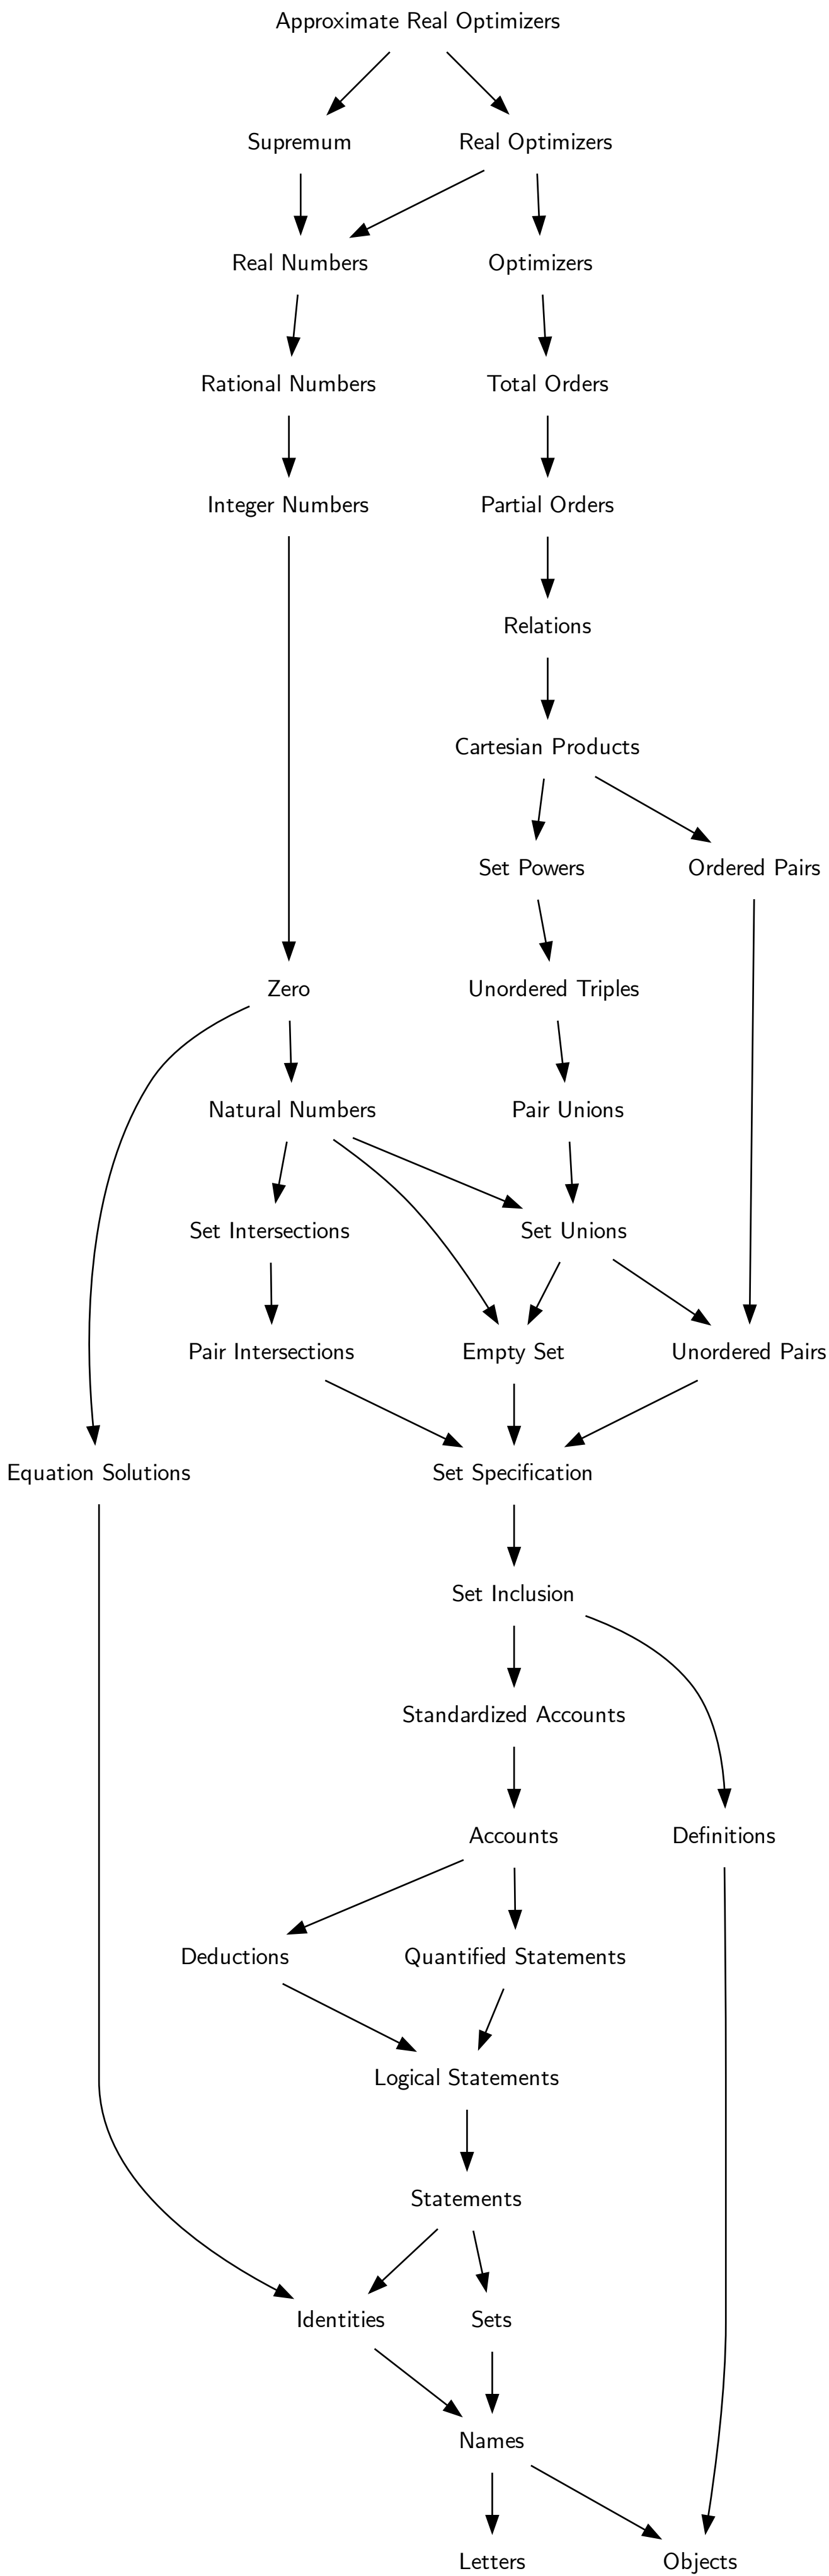 Approximate Real Optimizers
Supremum
Real Optimizers
Real Numbers
Optimizers
Rational Numbers
Total Orders
Integer Numbers
Partial Orders
Relations
Cartesian Products
Set Powers
Ordered Pairs
Zero
Unordered Triples
Natural Numbers
Pair Unions
Set Intersections
Set Unions
Pair Intersections
Empty Set
Unordered Pairs
Equation Solutions
Set Specification
Set Inclusion
Standardized Accounts
Accounts
Definitions
Deductions
Quantified Statements
Logical Statements
Statements
Identities
Sets
Names
Letters
Objects